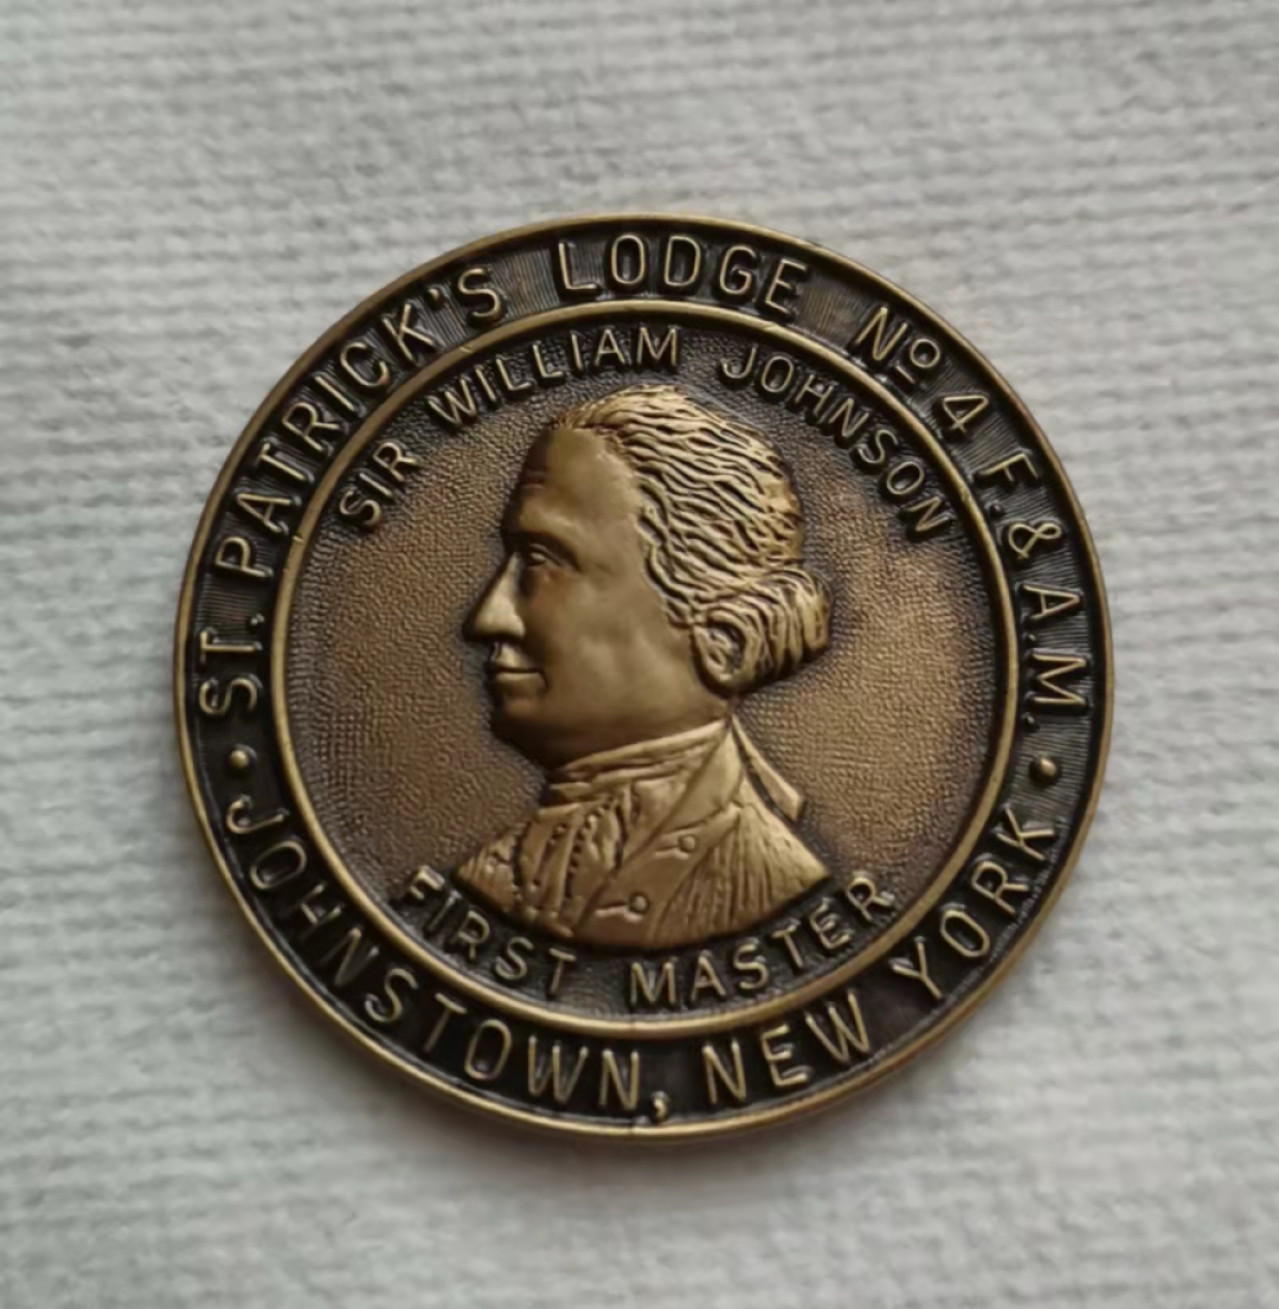 ST. PATRICK'S LODGE Nº 4 F. & A.M.
SIR WILLIAM JOHNSON
FIRST MASTER
• JOHNSTOWN, NEW YORK •